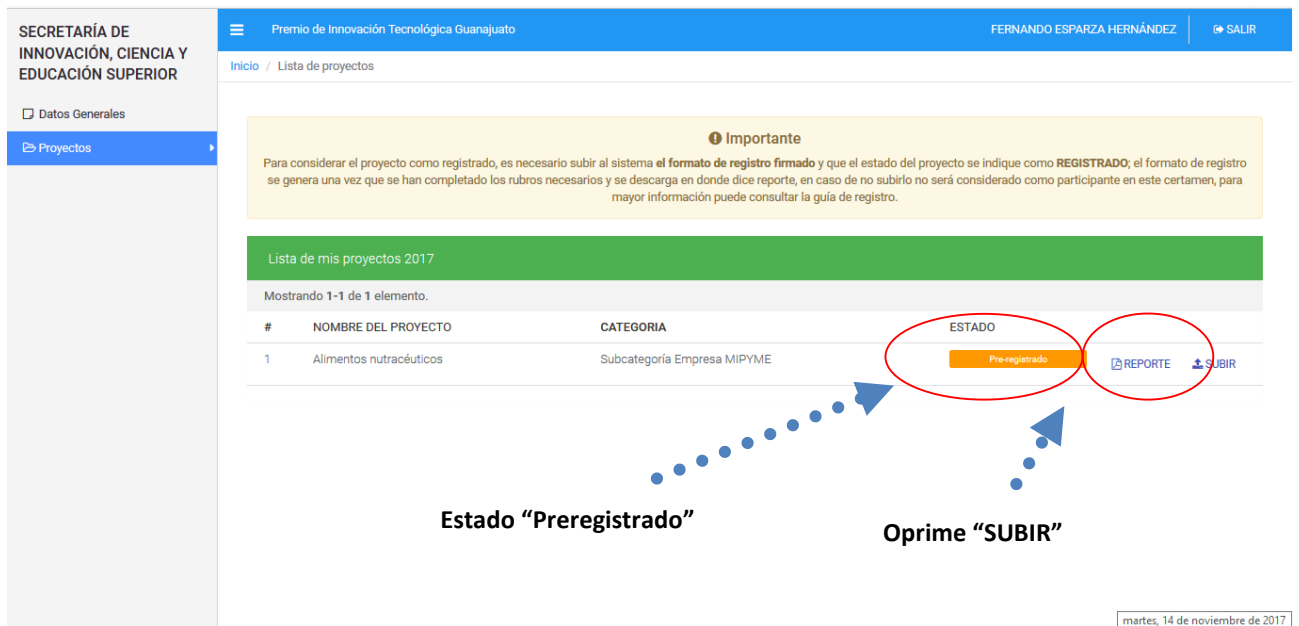 SECRETARÍA DE
INNOVACIÓN, CIENCIA Y
EDUCACIÓN SUPERIOR
Datos Generales
Proyectos
Premio de Innovación Tecnológica Guanajuato
FERNANDO ESPARZA HERNÁNDEZ
SALIR
Inicio / Lista de proyectos
Importante
Para considerar el proyecto como registrado, es necesario subir al sistema el formato de registro firmado y que el estado del proyecto se indique como REGISTRADO; el formato de registro
se genera una vez que se han completado los rubros necesarios y se descarga en donde dice reporte, en caso de no subirlo no será considerado como participante en este certamen, para
mayor información puede consultar la guía de registro.
Lista de mis proyectos 2017
Mostrando 1-1 de 1 elemento.
# NOMBRE DEL PROYECTO CATEGORIA ESTADO
1 Alimentos nutracéuticos Subcategoría Empresa MIPYME Pre-registrado REPORTE SUBIR
Estado “Preregistrado”
Oprime “SUBIR”
martes, 14 de noviembre de 2017